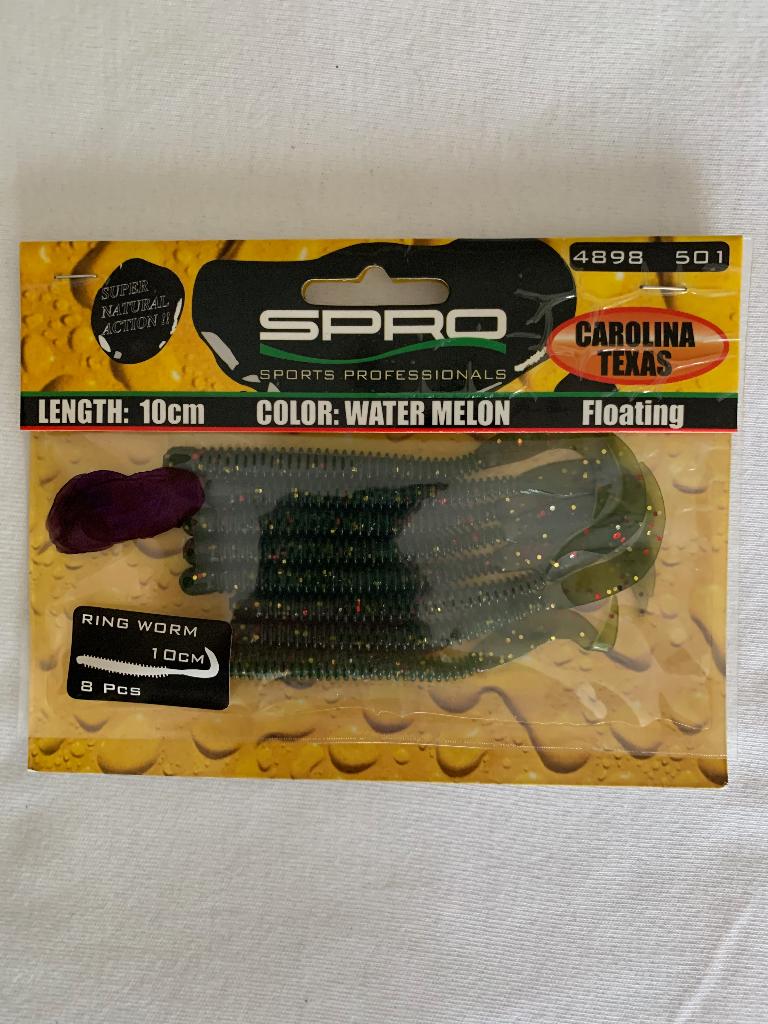 4898 501
SUPER
NATURAL
ACTION !!
SPRO
SPORTS PROFESSIONALS
CAROLINA
TEXAS
LENGTH: 10cm COLOR: WATER MELON Floating
RING WORM
10CM
8 Pcs